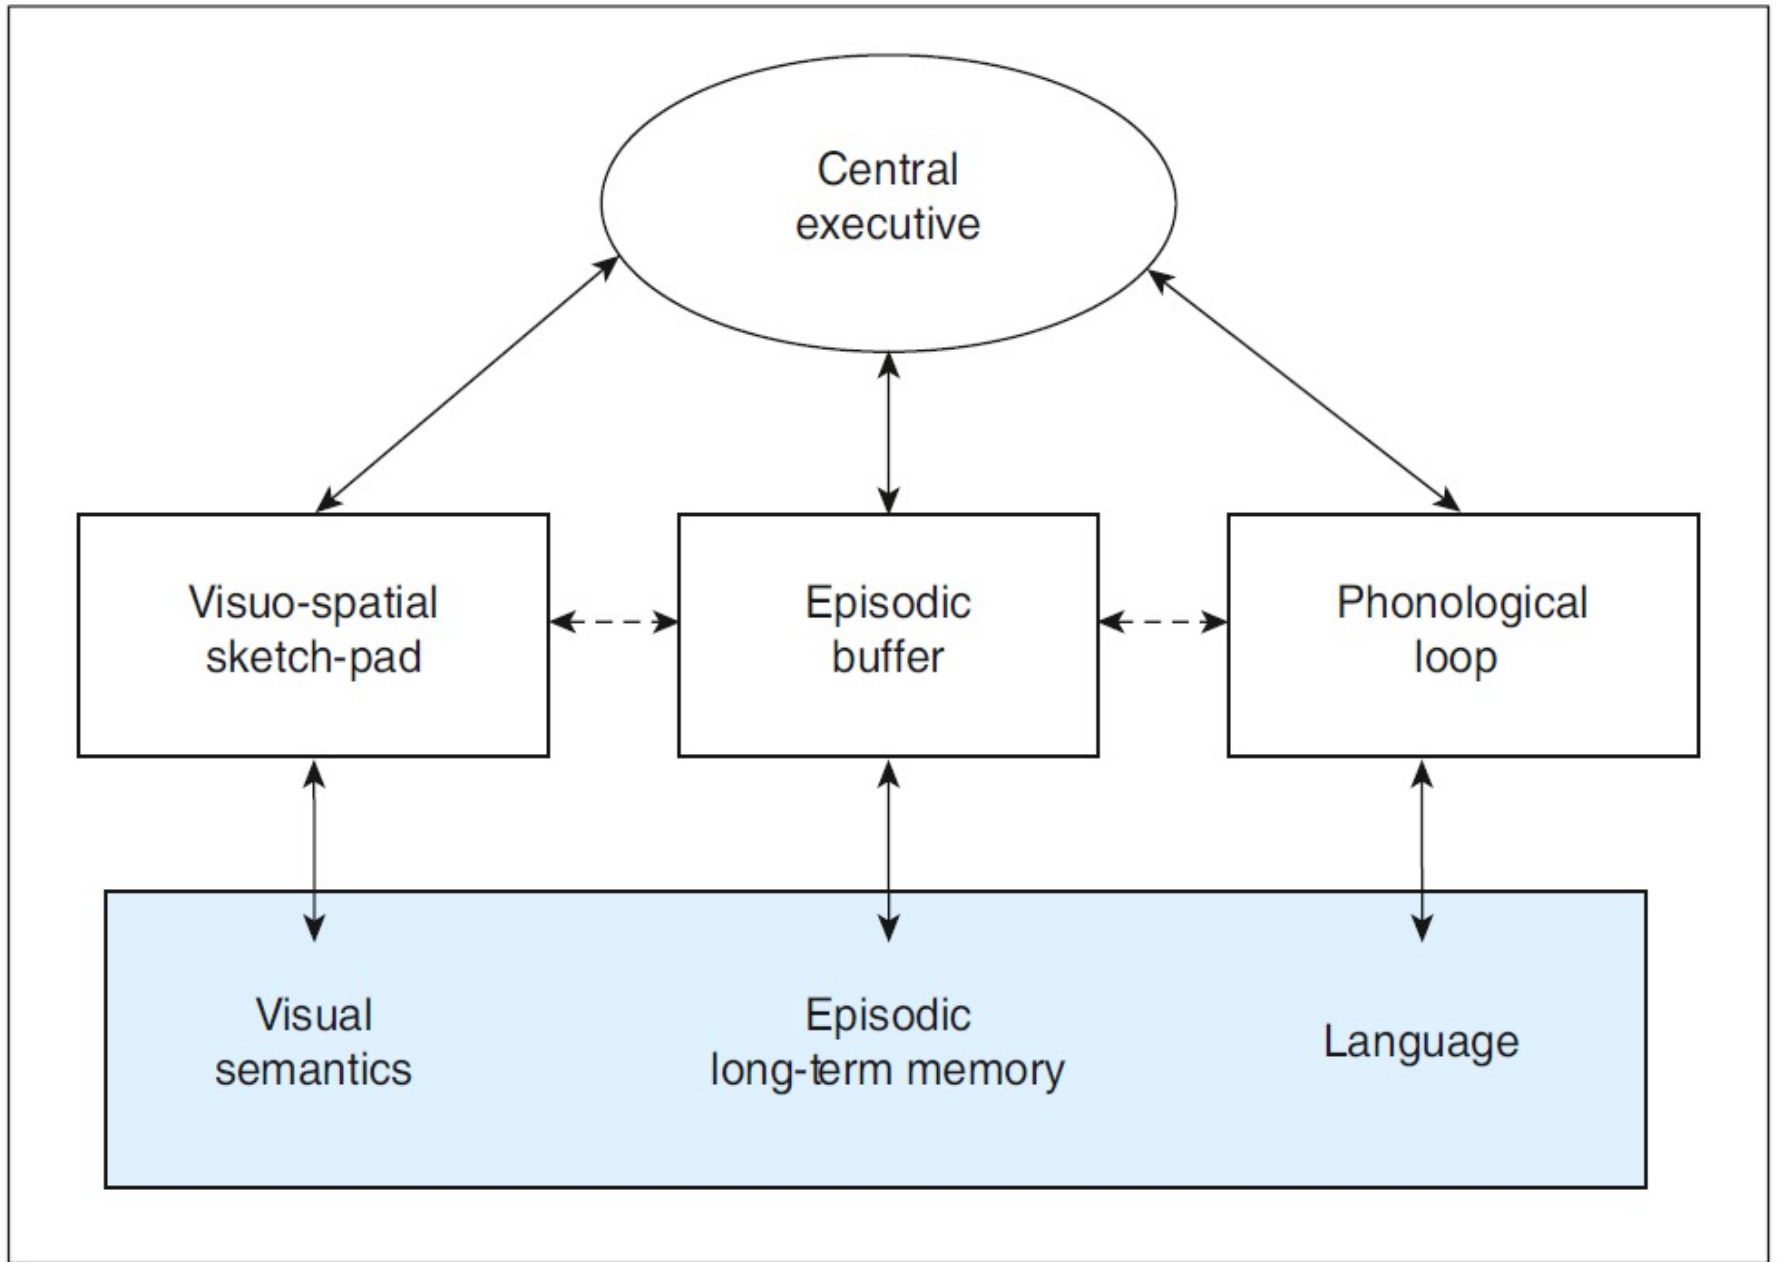 Central
executive
Visuo-spatial
sketch-pad
Episodic
buffer
Phonological
loop
Visual
semantics
Episodic
long-term memory
Language